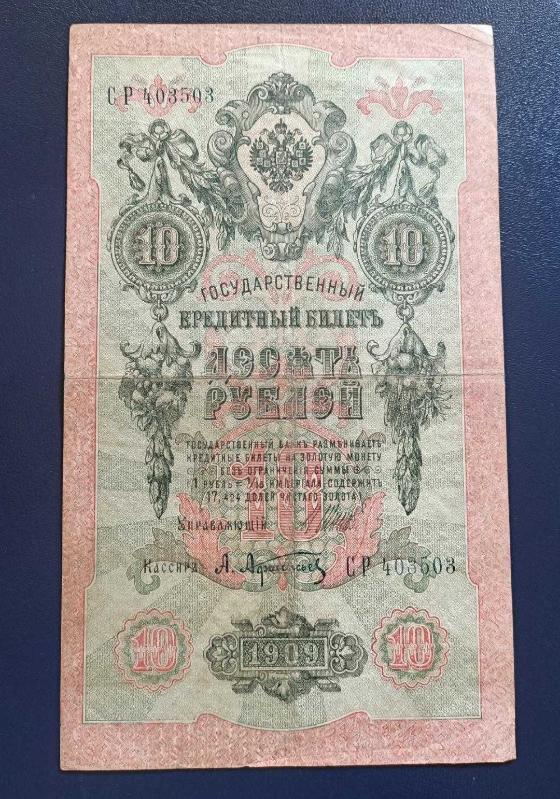 СР 403503
10 10
ГОСУДАРСТВЕННЫЙ
КРЕДИТНЫЙ БИЛЕТЪ
ДЕСЯТЬ
РУБЛЕЙ
ГОСУДАРСТВЕННЫЙ БАНКЪ РАЗМѢНИВАЕТЪ
КРЕДИТНЫЕ БИЛЕТЫ НА ЗОЛОТУЮ МОНЕТУ
БЕЗЪ ОГРАНИЧЕНІЯ СУММЫ
(1 РУБЛЬ = 1/15 ИМПЕРІАЛА, СОДЕРЖИТЪ
17,424 ДОЛЕЙ ЧИСТАГО ЗОЛОТА)
10
Управляющій
Кассиръ А. Афанасьев СР 403503
10 1909 10